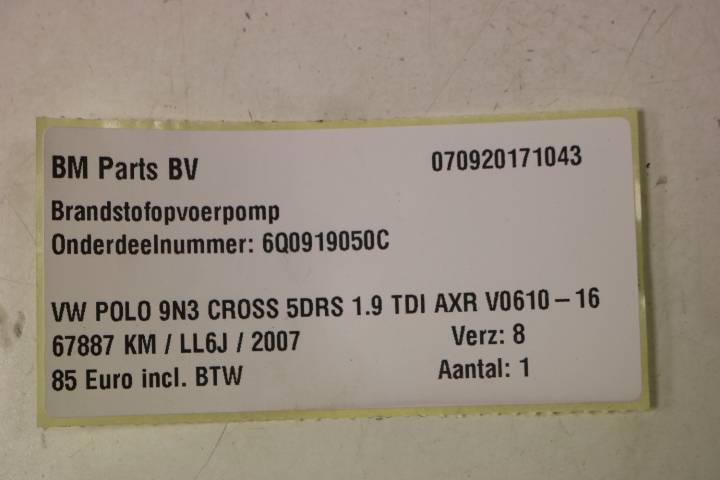 BM Parts BV 070920171043
Brandstofopvoerpomp
Onderdeelnummer: 6Q0919050C
VW POLO 9N3 CROSS 5DRS 1.9 TDI AXR V0610-16
67887 KM / LL6J / 2007 Verz: 8
85 Euro incl. BTW Aantal: 1